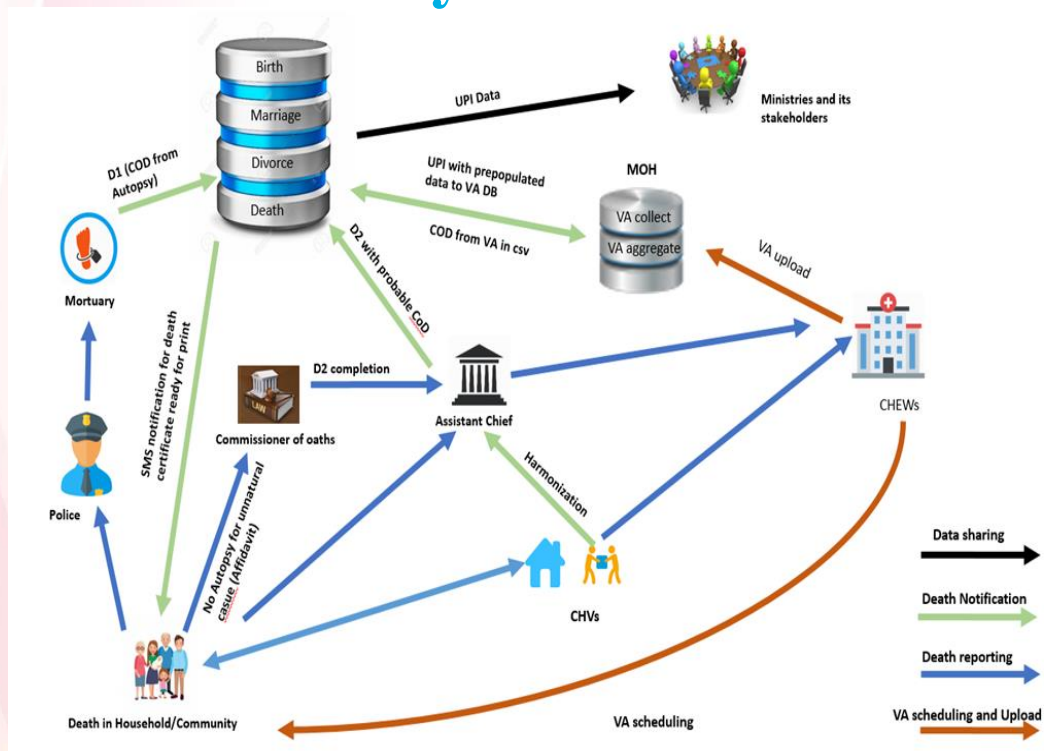 Birth
Marriage
Divorce
Death
UPI Data
Ministries and its
stakeholders
D1 (COD from
Autopsy)
UPI with prepopulated
data to VA DB
COD from VA in csv
MOH
VA collect
VA aggregate
VA upload
Mortuary
D2 with probable CoD
SMS notification for death
certificate ready for print
D2 completion
LAW
Commissioner of oaths
Assistant Chief
CHEWs
Police
No Autopsy for unnatural
casue (Affidavit)
Harmonization
CHVs
Death in Household/Community
VA scheduling
Data sharing
Death Notification
Death reporting
VA scheduling and Upload